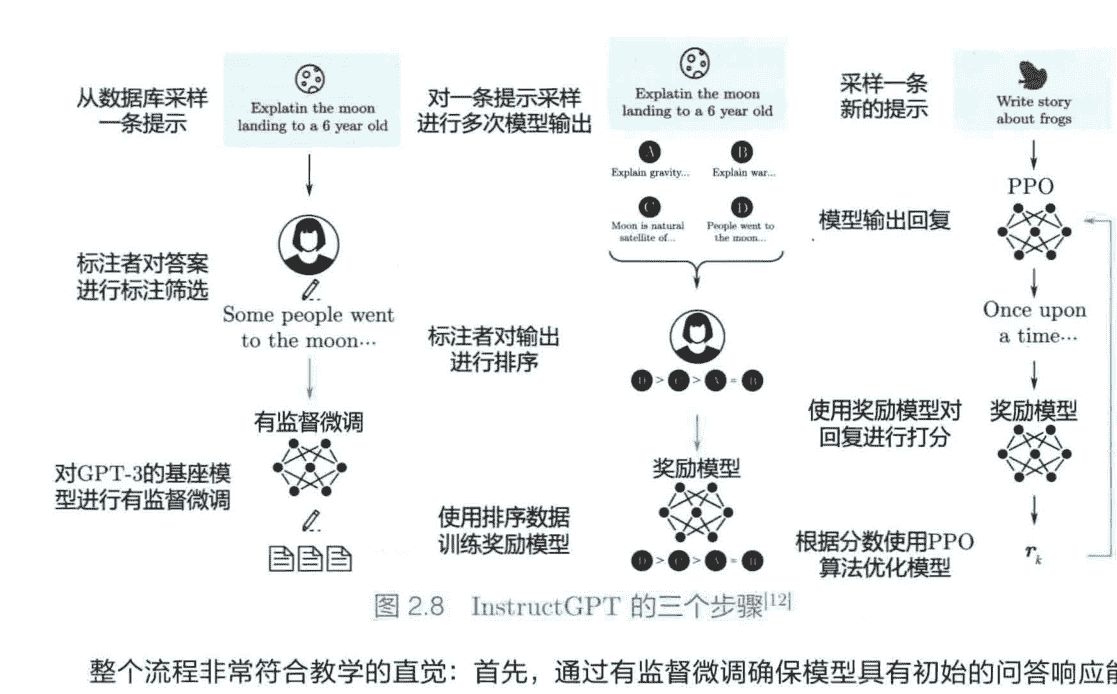 从数据库采样
一条提示
Explatin the moon
landing to a 6 year old
标注者对答案
进行标注筛选
Some people went
to the moon…
有监督微调
对GPT-3的基座模
型进行有监督微调
对一条提示采样
进行多次模型输出
Explatin the moon
landing to a 6 year old
A
B
Explain gravity...
Explain war...
C
D
Moon is natural
satellite of...
People went to
the moon...
标注者对输出
进行排序
D > C > A = B
奖励模型
使用排序数据
训练奖励模型
D > C > A = B
采样一条
新的提示
Write story
about frogs
PPO
模型输出回复
Once upon
a time…
使用奖励模型对
回复进行打分
奖励模型
根据分数使用PPO
算法优化模型
r_k
图 2.8 InstructGPT 的三个步骤[12]
整个流程非常符合教学的直觉：首先，通过有监督微调确保模型具有初始的问答响应